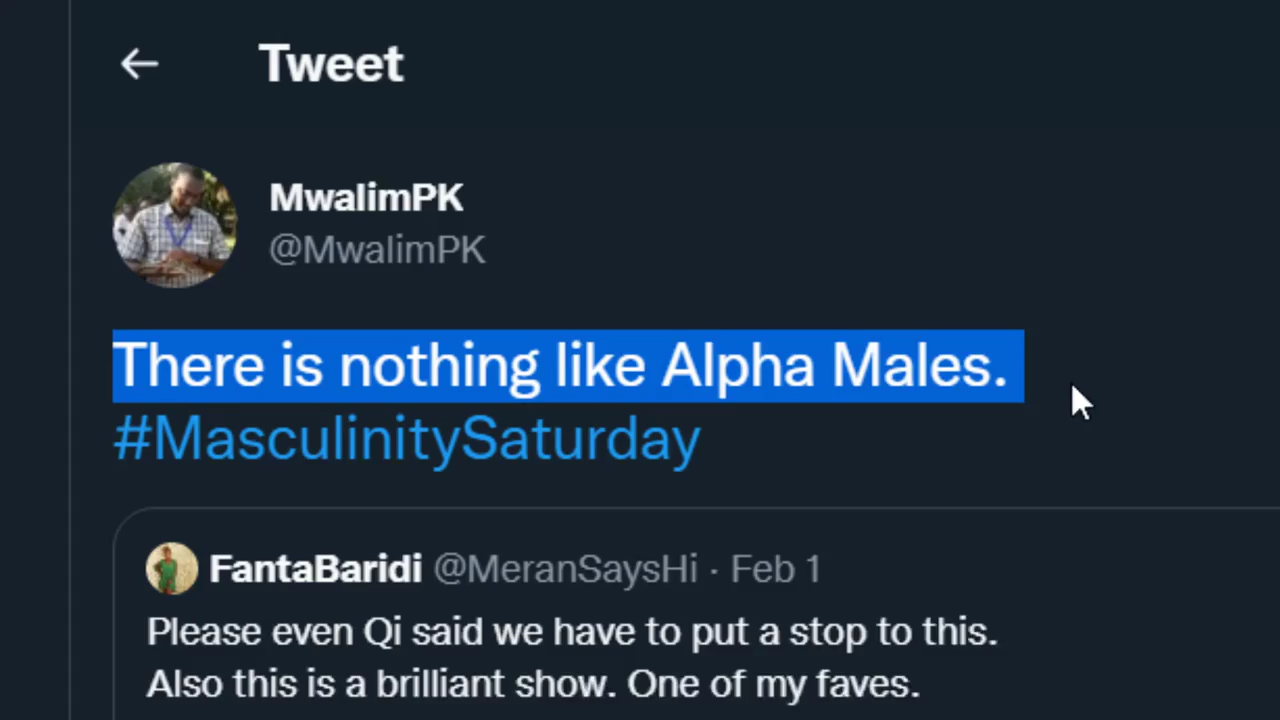 Tweet
MwalimPK
@MwalimPK
There is nothing like Alpha Males.
#MasculinitySaturday
FantaBaridi @MeranSaysHi · Feb 1
Please even Qi said we have to put a stop to this.
Also this is a brilliant show. One of my faves.